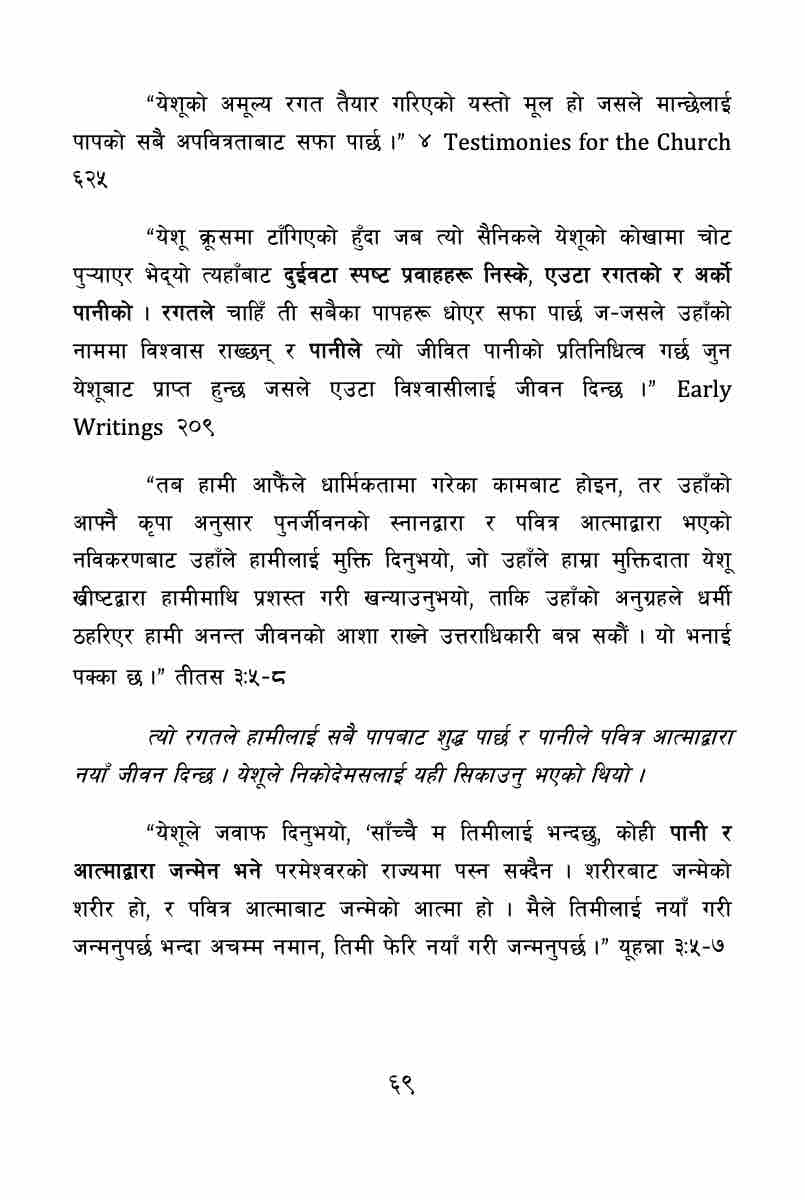 “येशूको अमूल्य रगत तैयार गरिएको यस्तो मूल हो जसले मान्छेलाई
पापको सबै अपवित्रताबाट सफा पार्छ।” ४ Testimonies for the Church
६२५
“येशू क्रूसमा टाँगिएको हुँदा जब त्यो सैनिकले येशूको कोखामा चोट
पुऱ्याएर भेद्यो त्यहाँबाट दुईवटा स्पष्ट प्रवाहहरू निस्के, एउटा रगतको र अर्को
पानीको । रगतले चाहिँ ती सबैका पापहरू धोएर सफा पार्छ ज-जसले उहाँको
नाममा विश्वास राख्छन् र पानीले त्यो जीवित पानीको प्रतिनिधित्व गर्छ जुन
येशूबाट प्राप्त हुन्छ जसले एउटा विश्वासीलाई जीवन दिन्छ ।” Early
Writings २०९
“तब हामी आफैंले धार्मिकतामा गरेका कामबाट होइन, तर उहाँको
आफ्नै कृपा अनुसार पुनर्जीवनको स्नानद्वारा र पवित्र आत्माद्वारा भएको
नविकरणबाट उहाँले हामीलाई मुक्ति दिनुभयो, जो उहाँले हाम्रा मुक्तिदाता येशू
ख्रीष्टद्वारा हामीमाथि प्रशस्त गरी खन्याउनुभयो, ताकि उहाँको अनुग्रहले धर्मी
ठहरिएर हामी अनन्त जीवनको आशा राख्ने उत्तराधिकारी बन्न सकौं । यो भनाई
पक्का छ।” तीतस ३:५-८
त्यो रगतले हामीलाई सबै पापबाट शुद्ध पार्छ र पानीले पवित्र आत्माद्वारा
नयाँ जीवन दिन्छ । येशूले निकोदेमसलाई यही सिकाउनु भएको थियो ।
“येशूले जवाफ दिनुभयो, ‘साँच्चै म तिमीलाई भन्दछु, कोही पानी र
आत्माद्वारा जन्मेन भने परमेश्वरको राज्यमा पस्न सक्दैन । शरीरबाट जन्मेको
शरीर हो, र पवित्र आत्माबाट जन्मेको आत्मा हो । मैले तिमीलाई नयाँ गरी
जन्मनुपर्छ भन्दा अचम्म नमान, तिमी फेरि नयाँ गरी जन्मनुपर्छ।” यूहन्ना ३:५-७
६९